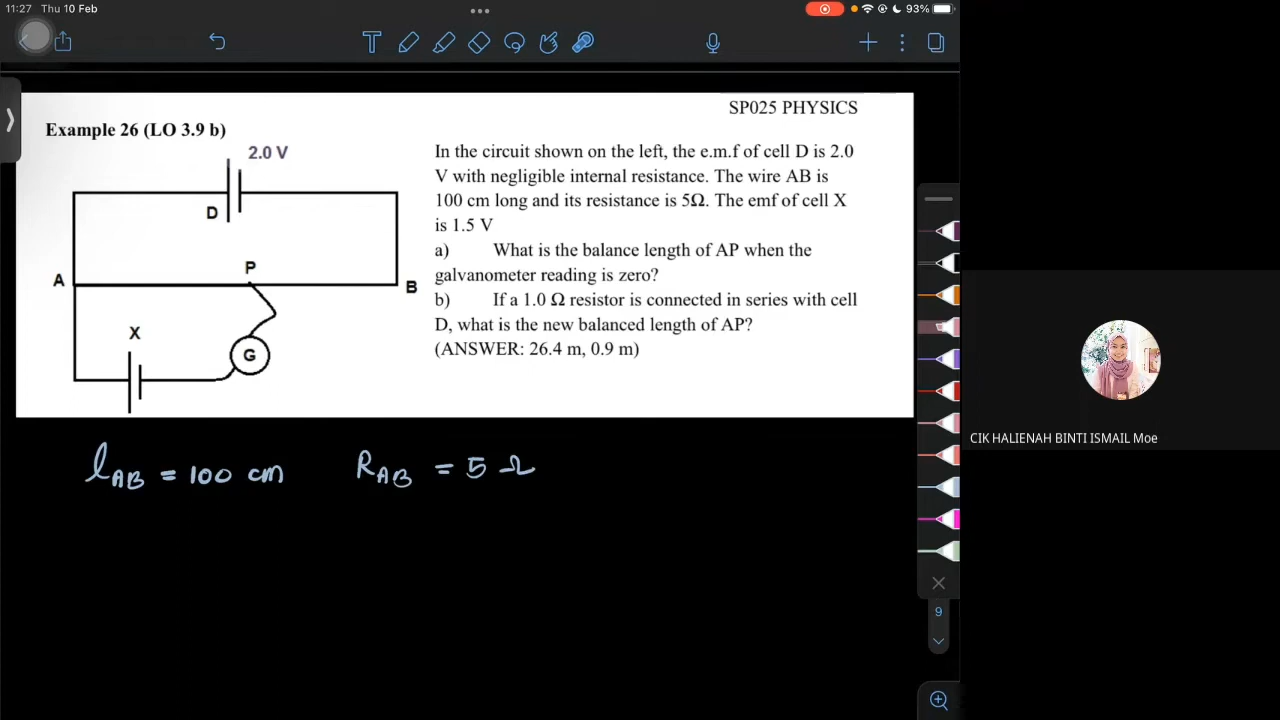 11:27 Thu 10 Feb
93%
SP025 PHYSICS
Example 26 (LO 3.9 b)
2.0 V
D
A
P
B
X
G
In the circuit shown on the left, the e.m.f of cell D is 2.0
V with negligible internal resistance. The wire AB is
100 cm long and its resistance is 5Ω. The emf of cell X
is 1.5 V
a) What is the balance length of AP when the
galvanometer reading is zero?
b) If a 1.0 Ω resistor is connected in series with cell
D, what is the new balanced length of AP?
(ANSWER: 26.4 m, 0.9 m)
l_AB = 100 cm R_AB = 5 Ω
9
CIK HALIENAH BINTI ISMAIL Moe